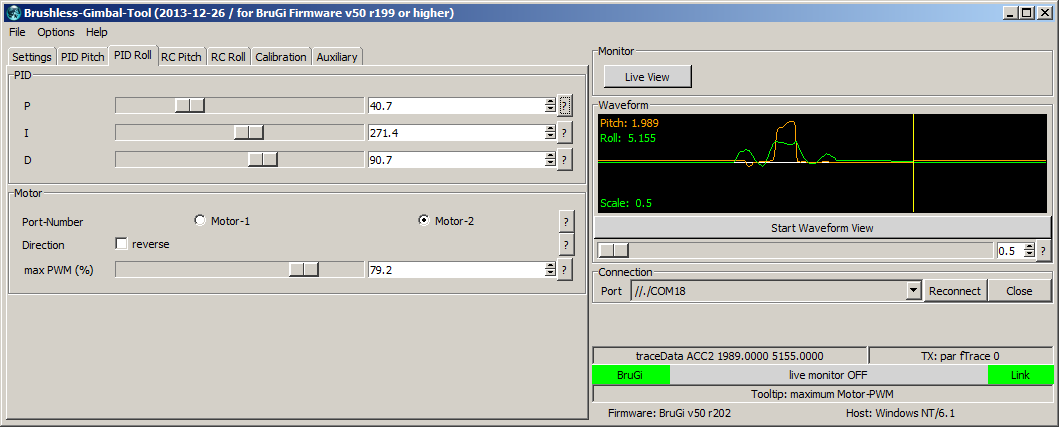 Brushless-Gimbal-Tool (2013-12-26 / for BruGi Firmware v50 r199 or higher)
File Options Help
Settings PID Pitch PID Roll RC Pitch RC Roll Calibration Auxiliary
PID
P 40.7 ?
I 271.4 ?
D 90.7 ?
Motor
Port-Number Motor-1 Motor-2 ?
Direction reverse ?
max PWM (%) 79.2 ?
Monitor
Live View
Waveform
Pitch: 1.989
Roll: 5.155
Scale: 0.5
Start Waveform View
0.5 ?
Connection
Port //./COM18 Reconnect Close
traceData ACC2 1989.0000 5155.0000 TX: par fTrace 0
BruGi live monitor OFF Link
Tooltip: maximum Motor-PWM
Firmware: BruGi v50 r202 Host: Windows NT/6.1